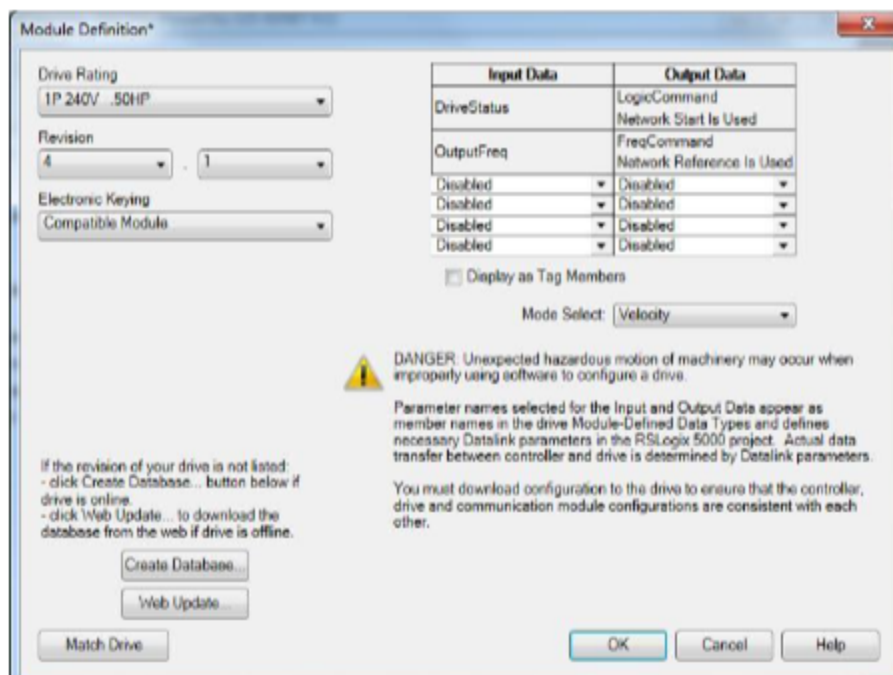 Module Definition*
Drive Rating
1P 240V .50HP
Revision
4 . 1
Electronic Keying
Compatible Module
Input Data Output Data
DriveStatus
LogicCommand
Network Start Is Used
OutputFreq
FreqCommand
Network Reference Is Used
Disabled Disabled
Disabled Disabled
Disabled Disabled
Disabled Disabled
Display as Tag Members
Mode Select: Velocity
DANGER: Unexpected hazardous motion of machinery may occur when
improperly using software to configure a drive.
Parameter names selected for the Input and Output Data appear as
member names in the drive Module-Defined Data Types and defines
necessary Datalink parameters in the RSLogix 5000 project. Actual data
transfer between controller and drive is determined by Datalink parameters.
You must download configuration to the drive to ensure that the controller,
drive and communication module configurations are consistent with each
other.
If the revision of your drive is not listed:
- click Create Database... button below if
drive is online.
- click Web Update... to download the
database from the web if drive is offline.
Create Database...
Web Update...
Match Drive
OK Cancel Help